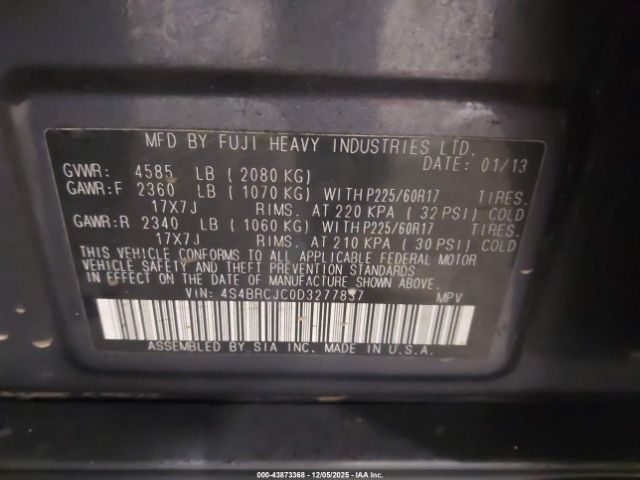 MFD BY FUJI HEAVY INDUSTRIES LTD.
DATE: 01/13
GVWR: 4585 LB (2080 KG)
GAWR:F 2360 LB (1070 KG) WITH P225/60R17 TIRES,
17X7J RIMS, AT 220 KPA (32 PSI) COLD
GAWR:R 2340 LB (1060 KG) WITH P225/60R17 TIRES,
17X7J RIMS, AT 210 KPA (30 PSI) COLD
THIS VEHICLE CONFORMS TO ALL APPLICABLE FEDERAL MOTOR
VEHICLE SAFETY AND THEFT PREVENTION STANDARDS
IN EFFECT ON THE DATE OF MANUFACTURE SHOWN ABOVE.
VIN: 4S4BRCJC0D3277837 MPV
ASSEMBLED BY SIA INC. MADE IN U.S.A.
000-43873368 - 12/05/2025 - IAA Inc.